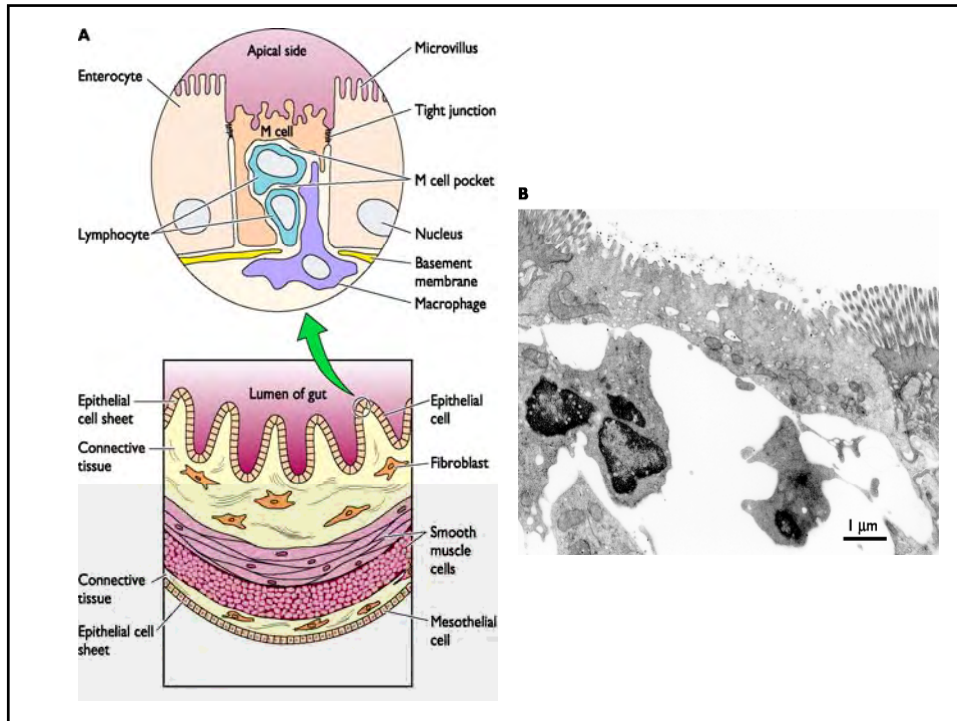 A
Apical side
Microvillus
Enterocyte
Tight junction
M cell
M cell pocket
Lymphocyte
Nucleus
Basement
membrane
Macrophage
Lumen of gut
Epithelial
cell sheet
Epithelial
cell
Connective
tissue
Fibroblast
Smooth
muscle
cells
Connective
tissue
Epithelial cell
sheet
Mesothelial
cell
B
1 µm